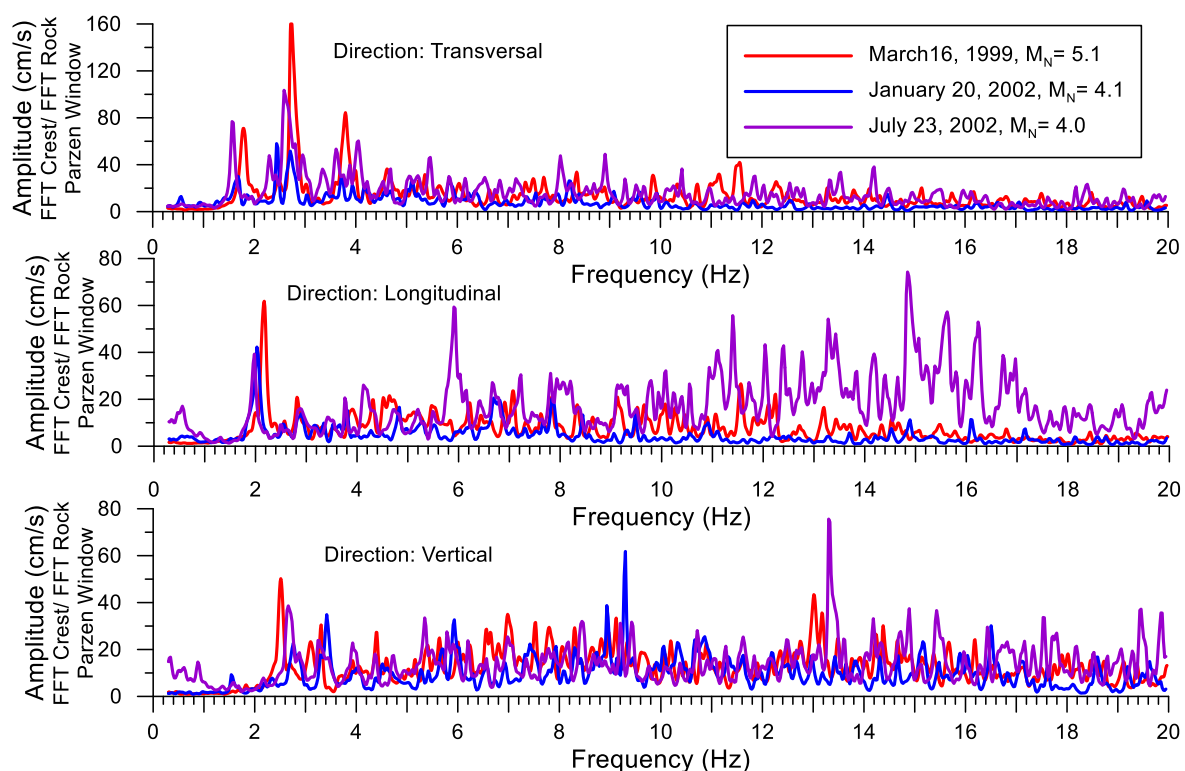 160
120
80
40
0
Amplitude (cm/s)
FFT Crest/ FFT Rock
Parzen Window
Direction: Transversal
March16, 1999, MN= 5.1
January 20, 2002, MN= 4.1
July 23, 2002, MN= 4.0
0 2 4 6 8 10 12 14 16 18 20
Frequency (Hz)
80
60
40
20
0
Amplitude (cm/s)
FFT Crest/ FFT Rock
Parzen Window
Direction: Longitudinal
0 2 4 6 8 10 12 14 16 18 20
Frequency (Hz)
80
60
40
20
0
Amplitude (cm/s)
FFT Crest/ FFT Rock
Parzen Window
Direction: Vertical
0 2 4 6 8 10 12 14 16 18 20
Frequency (Hz)